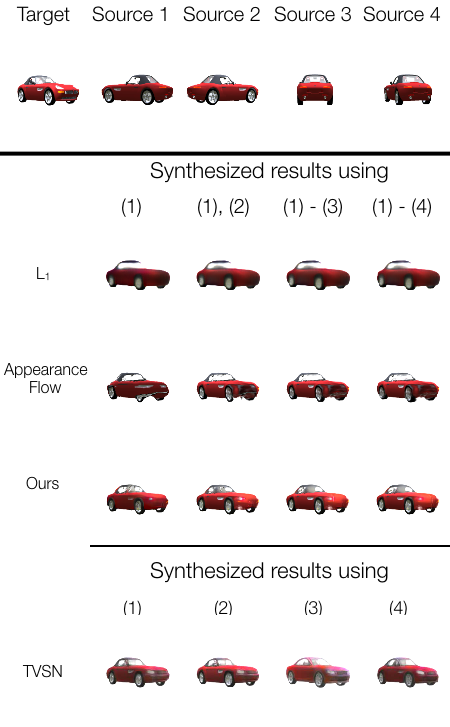 Target Source 1 Source 2 Source 3 Source 4
Synthesized results using
(1) (1), (2) (1) - (3) (1) - (4)
L₁
Appearance
Flow
Ours
Synthesized results using
(1) (2) (3) (4)
TVSN